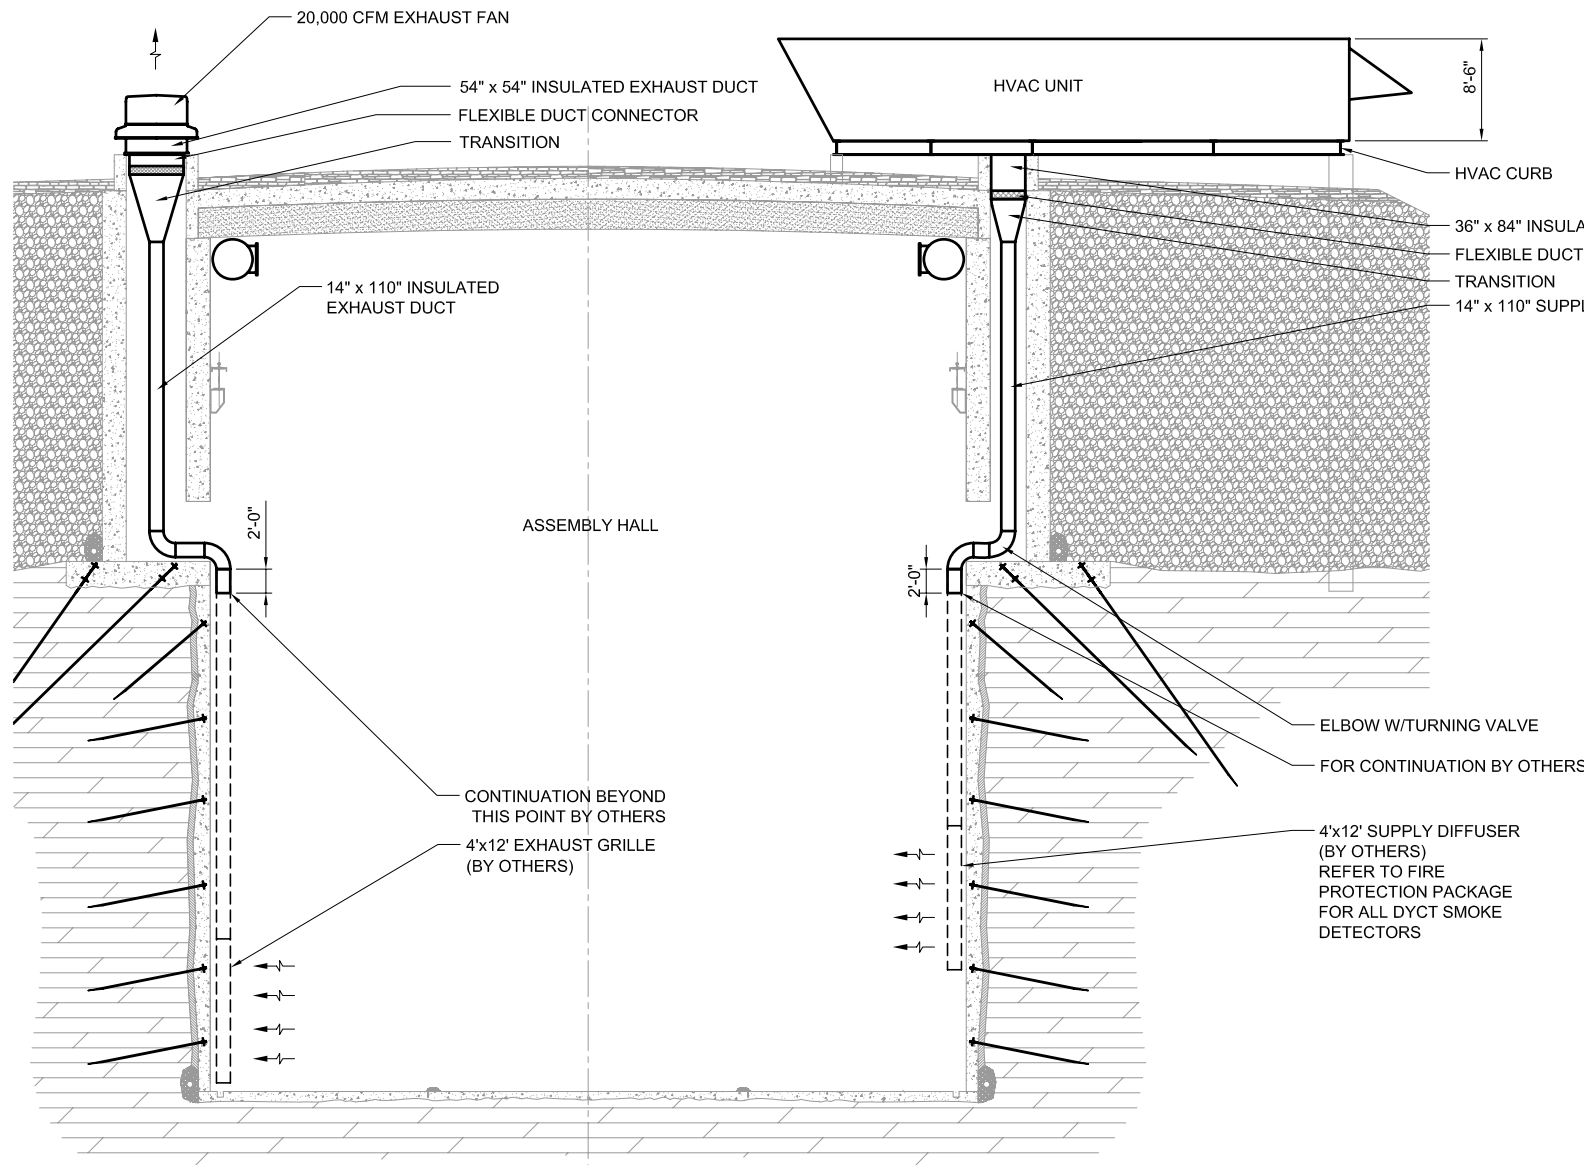 20,000 CFM EXHAUST FAN
54" x 54" INSULATED EXHAUST DUCT
FLEXIBLE DUCT CONNECTOR
TRANSITION
HVAC UNIT
8'-6"
HVAC CURB
36" x 84" INSULA
FLEXIBLE DUCT
TRANSITION
14" x 110" SUPPL
14" x 110" INSULATED
EXHAUST DUCT
2'-0"
ASSEMBLY HALL
2'-0"
ELBOW W/TURNING VALVE
FOR CONTINUATION BY OTHERS
CONTINUATION BEYOND
THIS POINT BY OTHERS
4'x12' EXHAUST GRILLE
(BY OTHERS)
4'x12' SUPPLY DIFFUSER
(BY OTHERS)
REFER TO FIRE
PROTECTION PACKAGE
FOR ALL DYCT SMOKE
DETECTORS